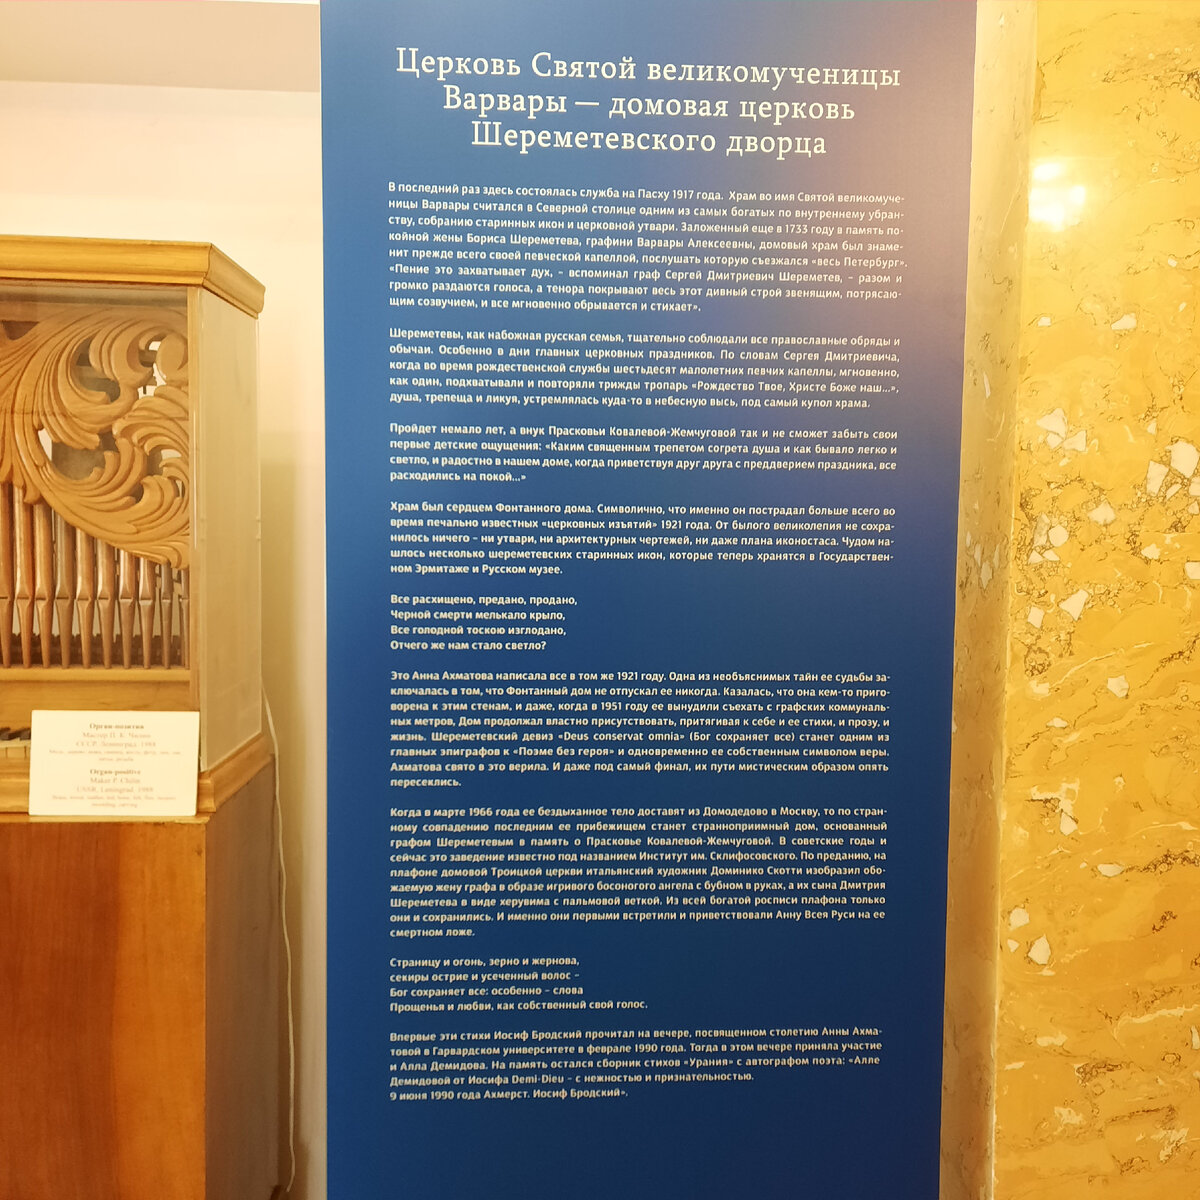 Церковь Святой великомученицы
Варвары — домовая церковь
Шереметевского дворца
В последний раз здесь состоялась служба на Пасху 1917 года. Храм во имя Святой великомуче-
ницы Варвары считался в Северной столице одним из самых богатых по внутреннему убран-
ству, собранию старинных икон и церковной утвари. Заложенный еще в 1733 году в память по-
койной жены Бориса Шереметева, графини Варвары Алексеевны, домовый храм был знаме-
нит прежде всего своей певческой капеллой, послушать которую съезжался «весь Петербург».
«Пение это захватывает дух, – вспоминал граф Сергей Дмитриевич Шереметев, – разом и
громко раздаются голоса, а тенора покрывают весь этот дивный строй звенящим, потрясаю-
щим созвучием, и все мгновенно обрывается и стихает».
Шереметевы, как набожная русская семья, тщательно соблюдали все православные обряды и
обычаи. Особенно в дни главных церковных праздников. По словам Сергея Дмитриевича,
когда во время рождественской службы шестьдесят малолетних певчих капеллы, мгновенно,
как один, подхватывали и повторяли трижды тропарь «Рождество Твое, Христе Боже наш...»,
душа, трепеща и ликуя, устремлялась куда-то в небесную высь, под самый купол храма.
Пройдет немало лет, а внук Прасковьи Ковалевой-Жемчуговой так и не сможет забыть свои
первые детские ощущения: «Каким священным трепетом согрета душа и как бывало легко и
светло, и радостно в нашем доме, когда приветствуя друг друга с преддверием праздника, все
расходились на покой...»
Храм был сердцем Фонтанного дома. Символично, что именно он пострадал больше всего во
время печально известных «церковных изъятий» 1921 года. От былого великолепия не сохра-
нилось ничего – ни утвари, ни архитектурных чертежей, ни даже плана иконостаса. Чудом на-
шлось несколько шереметевских старинных икон, которые теперь хранятся в Государствен-
ном Эрмитаже и Русском музее.
Все расхищено, предано, продано,
Черной смерти мелькало крыло,
Все голодной тоскою изглодано,
Отчего же нам стало светло?
Это Анна Ахматова написала все в том же 1921 году. Одна из необъяснимых тайн ее судьбы за-
ключалась в том, что Фонтанный дом не отпускал ее никогда. Казалась, что она кем-то приго-
ворена к этим стенам, и даже, когда в 1951 году ее вынудили съехать с графских коммуналь-
ных метров, Дом продолжал властно присутствовать, притягивая к себе и ее стихи, и прозу, и
жизнь. Шереметевский девиз «Deus conservat omnia» (Бог сохраняет все) станет одним из
главных эпиграфов к «Поэме без героя» и одновременно ее собственным символом веры.
Ахматова свято в это верила. И даже под самый финал, их пути мистическим образом опять
пересеклись.
Когда в марте 1966 года ее бездыханное тело доставят из Домодедово в Москву, то по стран-
ному совпадению последним ее прибежищем станет странноприимный дом, основанный
графом Шереметевым в память о Прасковье Ковалевой-Жемчуговой. В советские годы и
сейчас это заведение известно под названием Институт им. Склифосовского. По преданию, на
плафоне домовой Троицкой церкви итальянский художник Доминико Скотти изобразил обо-
жаемую жену графа в образе игривого босоногого ангела с бубном в руках, а их сына Дмитрия
Шереметева в виде херувима с пальмовой веткой. Из всей богатой росписи плафона только
они и сохранились. И именно они первыми встретили и приветствовали Анну Всея Руси на ее
смертном ложе.
Страницу и огонь, зерно и жернова,
секиры острие и усеченный волос –
Бог сохраняет все: особенно – слова
Прощенья и любви, как собственный свой голос.
Впервые эти стихи Иосиф Бродский прочитал на вечере, посвященном столетию Анны Ахма-
товой в Гарвардском университете в феврале 1990 года. Тогда в этом вечере приняла участие
и Алла Демидова. На память остался сборник стихов «Урания» с автографом поэта: «Алле
Демидовой от Иосифа Demi-Dieu – с нежностью и признательностью.
9 июня 1990 года Ахмерст. Иосиф Бродский».
Орган-позитив
Мастер П. К. Чилин
СССР, Ленинград. 1988
Organ-positive
Maker P. Chilin
USSR, Leningrad. 1988